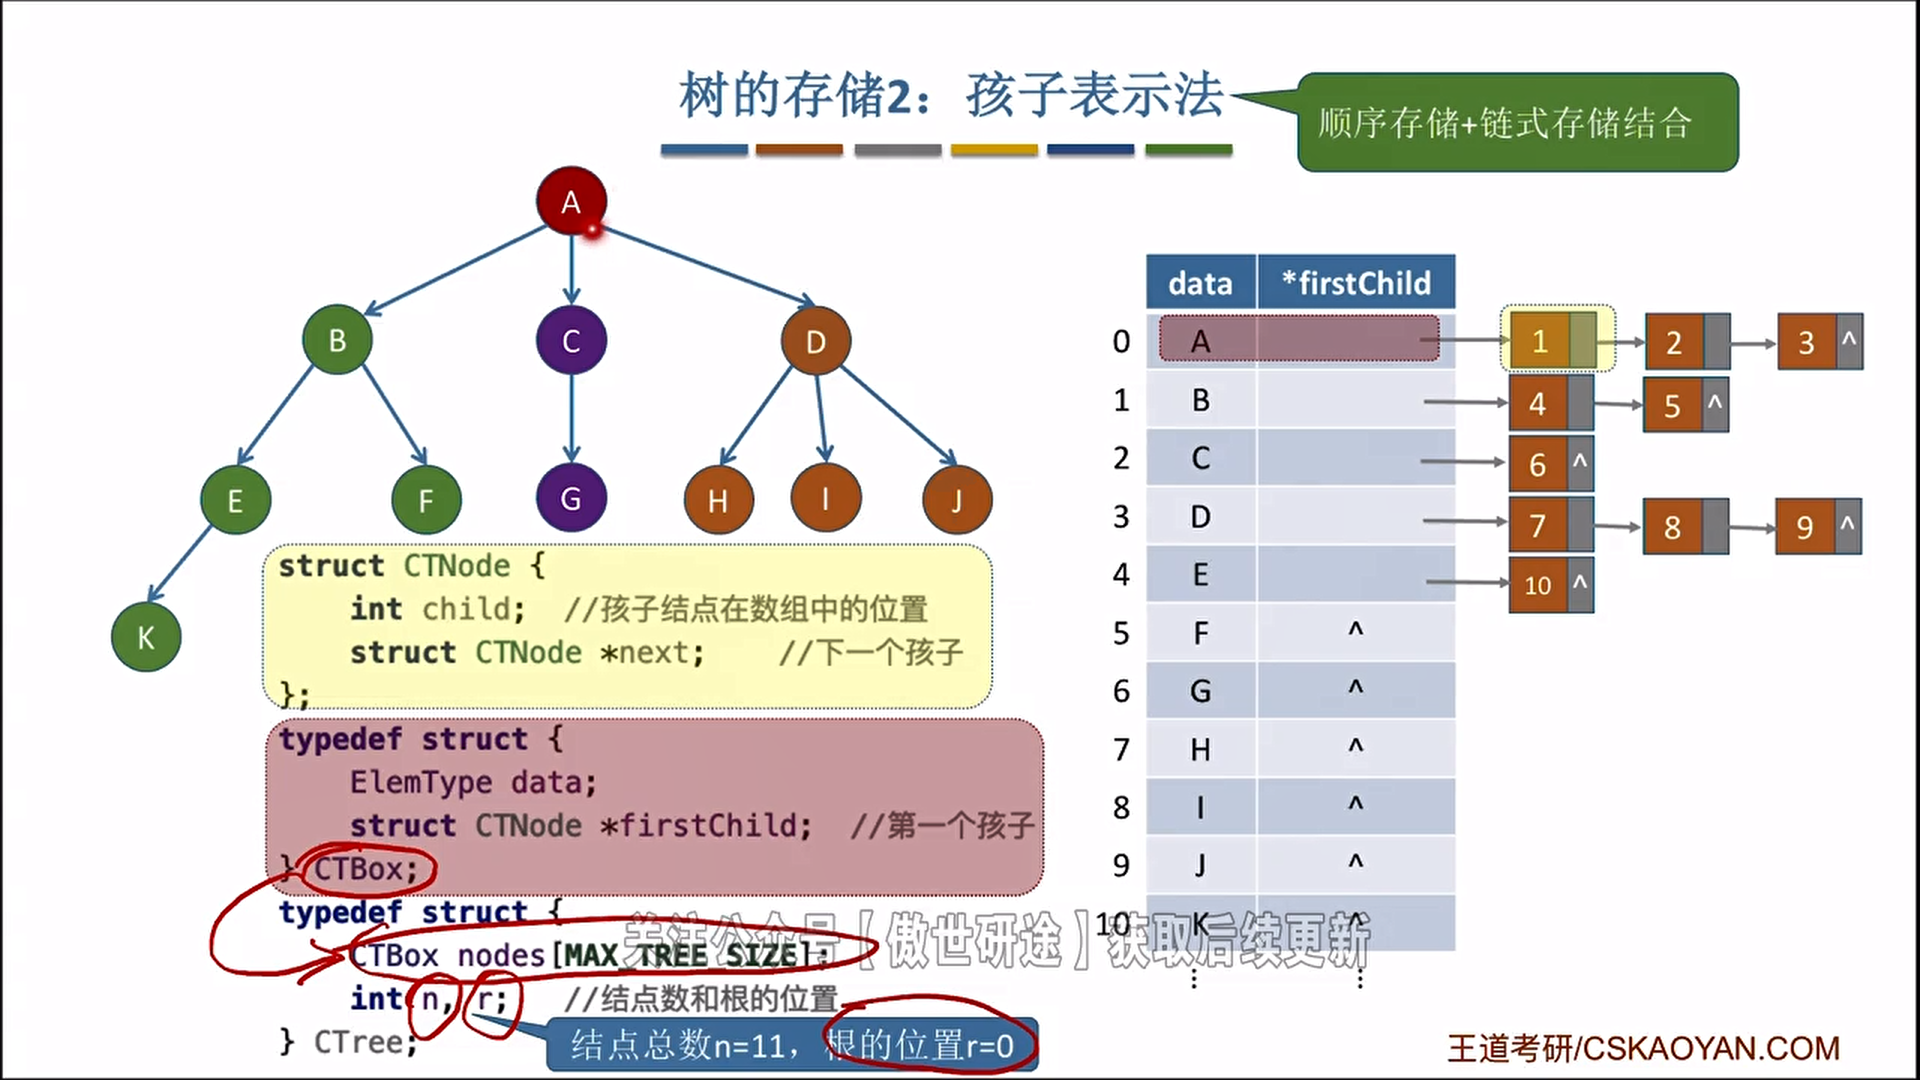 树的存储2：孩子表示法
顺序存储+链式存储结合
A
B
C
D
E
F
G
H
I
J
K
struct CTNode {
int child; //孩子结点在数组中的位置
struct CTNode *next; //下一个孩子
};
typedef struct {
ElemType data;
struct CTNode *firstChild; //第一个孩子
} CTBox;
typedef struct {
CTBox nodes[MAX_TREE_SIZE];
int n, r; //结点数和根的位置
} CTree;
结点总数n=11，根的位置r=0
data *firstChild
0 A 1 2 3 ^
1 B 4 5 ^
2 C 6 ^
3 D 7 8 9 ^
4 E 10 ^
5 F ^
6 G ^
7 H ^
8 I ^
9 J ^
10 K ^
⋮ ⋮
关注公众号【傲世研途】获取后续更新
王道考研/CSKAOYAN.COM